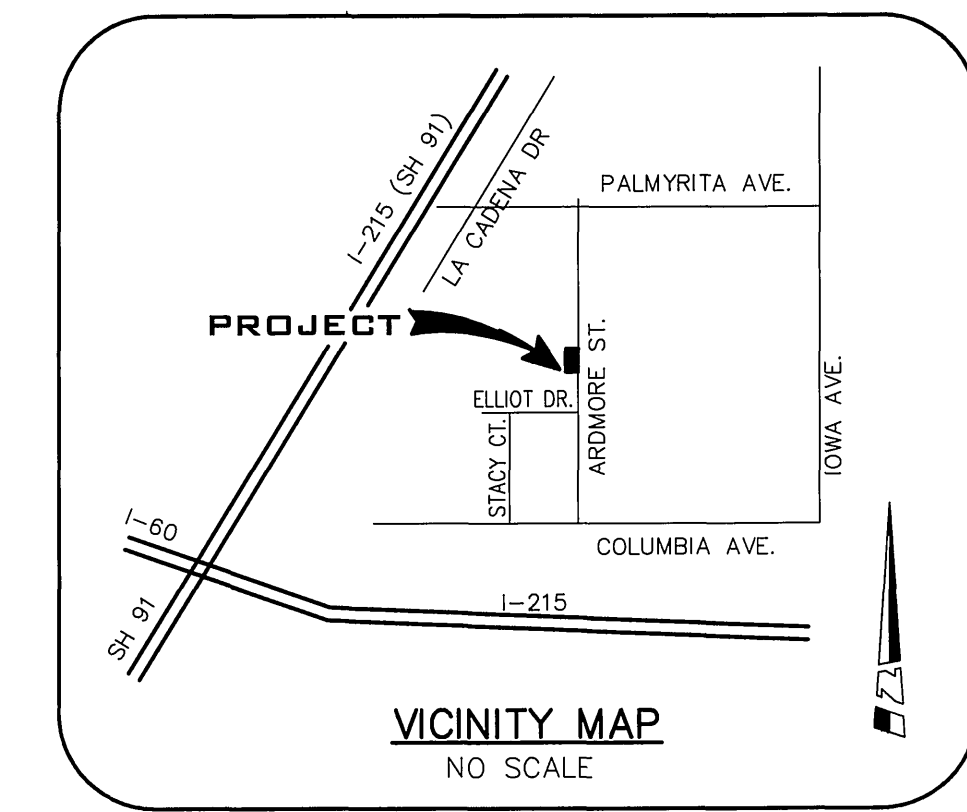 I-215 (SH 91)
LA CADENA DR
PALMYRITA AVE.
PROJECT
ARDMORE ST.
ELLIOT DR.
STACY CT.
IOWA AVE.
COLUMBIA AVE.
I-60
I-215
SH 91
VICINITY MAP
NO SCALE
N